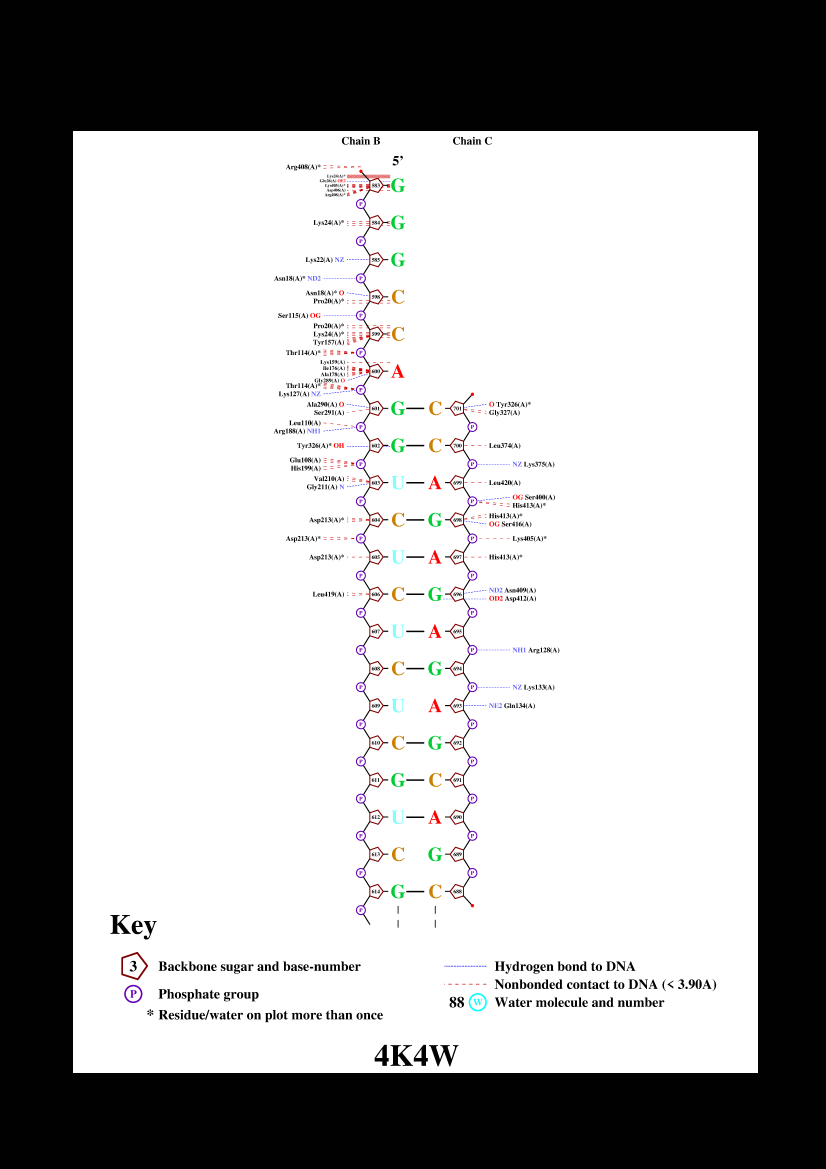 Chain B Chain C
5’
Arg408(A)*
Lys24(A)*
Lys405(A)*
Asp406(A)
Arg408(A)*
583 G
P
Lys24(A)* 584 G
P
Lys22(A) NZ 585 G
Asn18(A)* ND2 P
Asn18(A)* O
Pro20(A)*
598 C
Ser115(A) OG P
Pro20(A)*
Lys24(A)*
Tyr157(A)
599 C
Thr114(A)* P
Lys159(A)
Ile176(A)
Ala178(A)
Gly289(A) O
600 A
Thr114(A)*
Lys127(A) NZ
P
Ala290(A) O
Ser291(A)
601 G C 701 O Tyr326(A)*
Gly327(A)
Leu110(A)
Arg188(A) NH1
P P
Tyr326(A)* OH 602 G C 700 Leu374(A)
Glu108(A)
His199(A)
P P NZ Lys375(A)
Val210(A)
Gly211(A) N
603 U A 699 Leu420(A)
P P OG Ser400(A)
His413(A)*
Asp213(A)* 604 C G 698 His413(A)*
OG Ser416(A)
Asp213(A)* P P Lys405(A)*
Asp213(A)* 605 U A 697 His413(A)*
P P
Leu419(A) 606 C G 696 ND2 Asn409(A)
OD2 Asp412(A)
P P
607 U A 695
P P NH1 Arg128(A)
608 C G 694
P P NZ Lys133(A)
609 U A 693 NE2 Gln134(A)
P P
610 C G 692
P P
611 G C 691
P P
612 U A 690
P P
613 C G 689
P P
614 G C 688
P
Key
3 Backbone sugar and base-number
P Phosphate group
* Residue/water on plot more than once
Hydrogen bond to DNA
Nonbonded contact to DNA (< 3.90A)
88 W Water molecule and number
4K4W